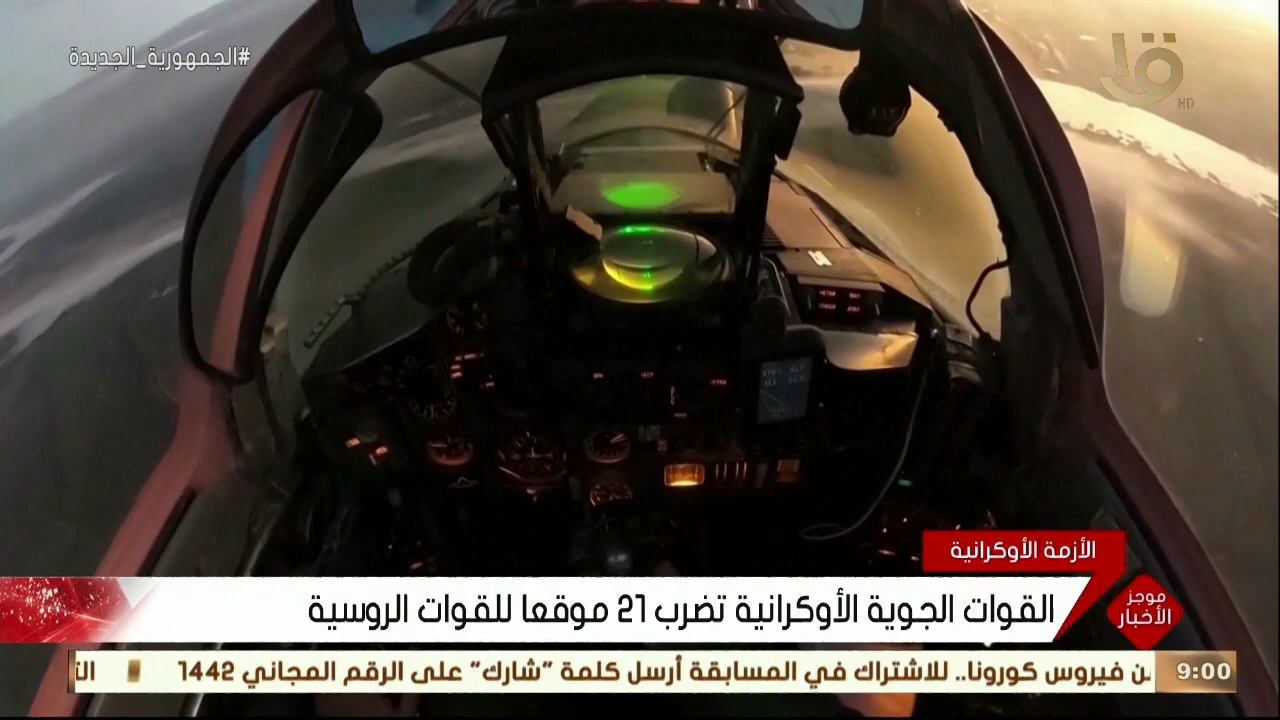 #الجمهورية_الجديدة
HD
الأزمة الأوكرانية
موجز
الأخبار
القوات الجوية الأوكرانية تضرب 21 موقعا للقوات الروسية
فيروس كورونا.. للاشتراك في المسابقة أرسل كلمة “شارك” على الرقم المجاني 1442
9:00